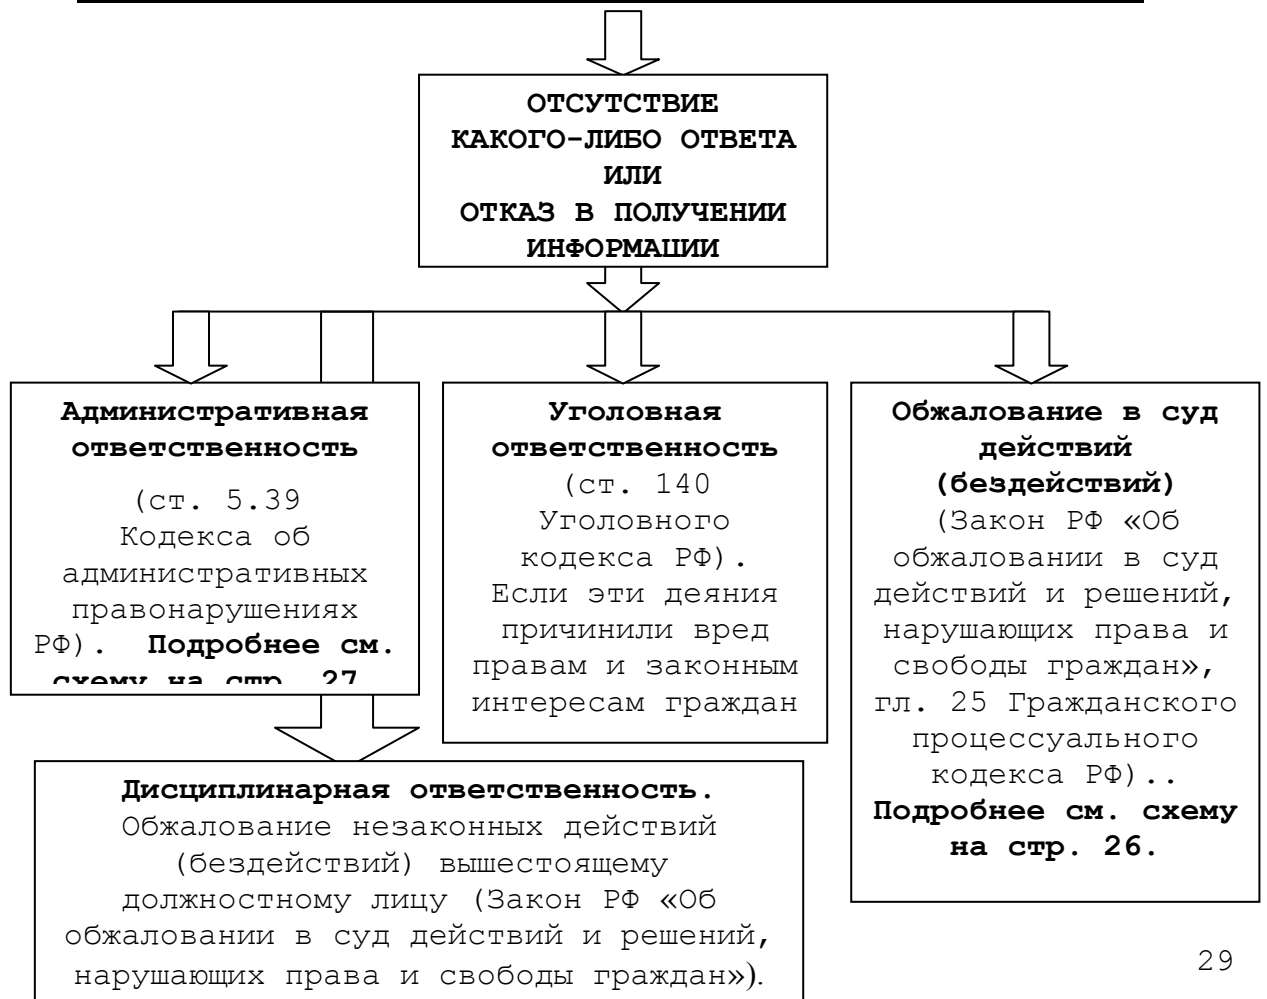 ОТСУТСТВИЕ
КАКОГО-ЛИБО ОТВЕТА
ИЛИ
ОТКАЗ В ПОЛУЧЕНИИ
ИНФОРМАЦИИ
Административная
ответственность
(ст. 5.39
Кодекса об
административных
правонарушениях
РФ). Подробнее см.
схему на стр. 27
Уголовная
ответственность
(ст. 140
Уголовного
кодекса РФ).
Если эти деяния
причинили вред
правам и законным
интересам граждан
Обжалование в суд
действий
(бездействий)
(Закон РФ «Об
обжаловании в суд
действий и решений,
нарушающих права и
свободы граждан»,
гл. 25 Гражданского
процессуального
кодекса РФ)..
Подробнее см. схему
на стр. 26.
Дисциплинарная ответственность.
Обжалование незаконных действий
(бездействий) вышестоящему
должностному лицу (Закон РФ «Об
обжаловании в суд действий и решений,
нарушающих права и свободы граждан»).
29